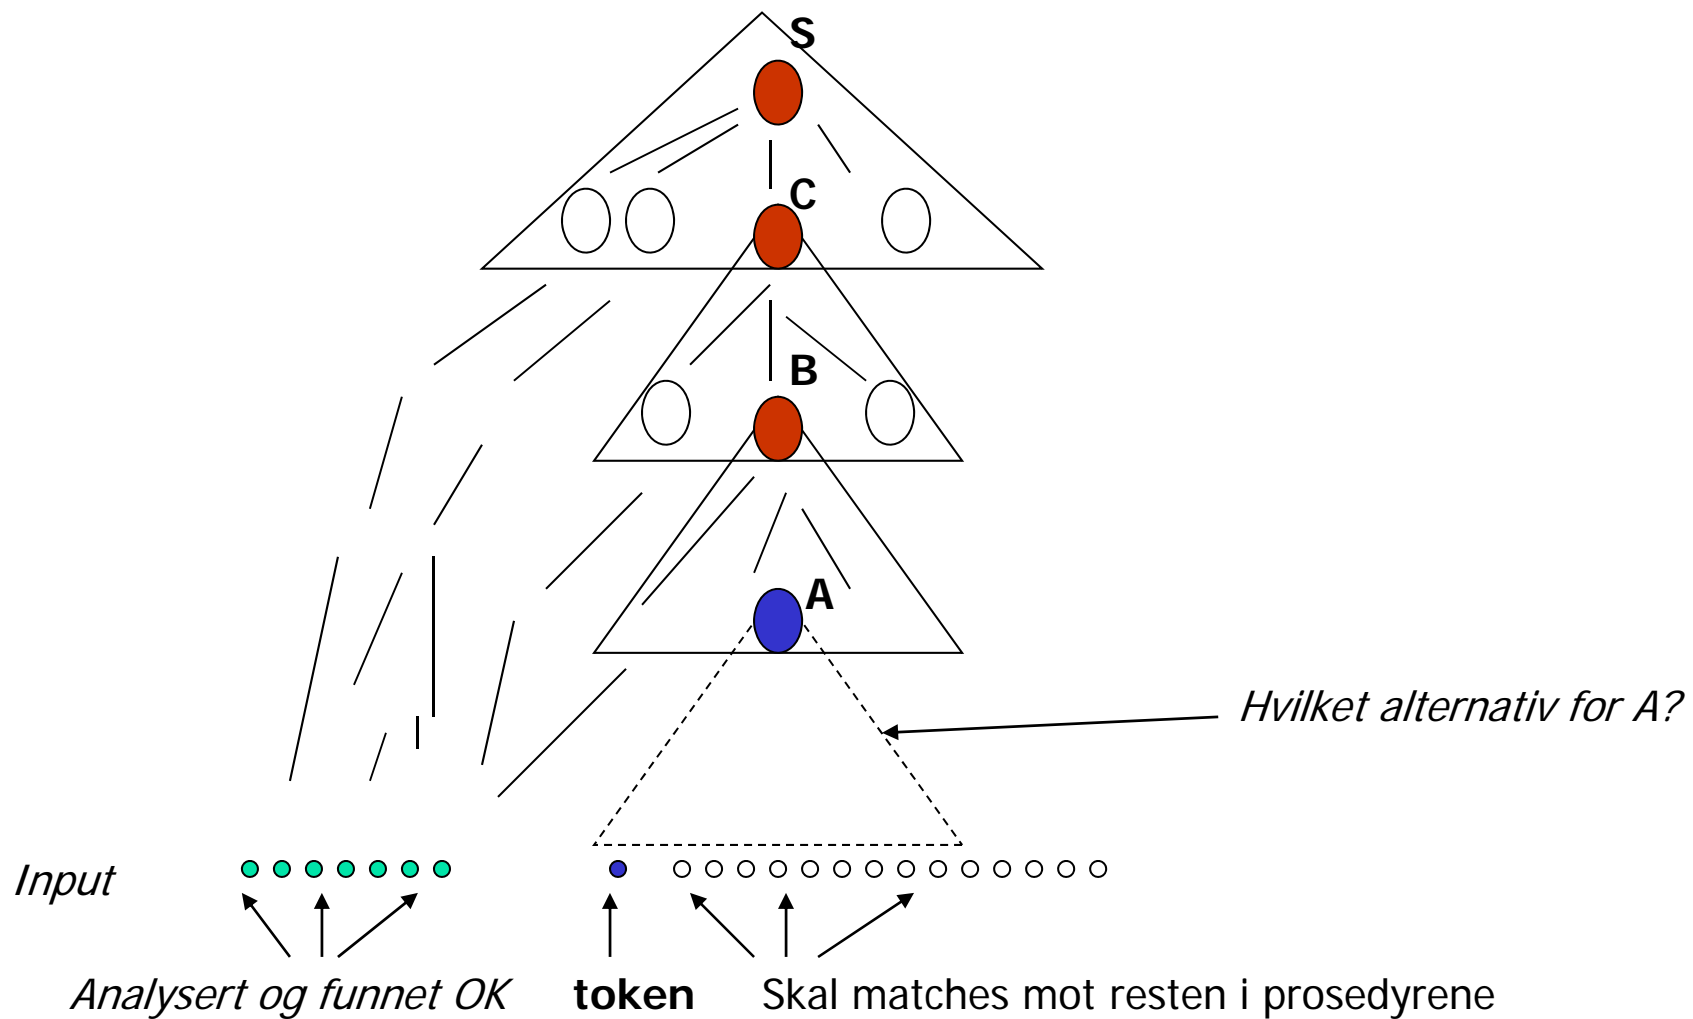 S
C
B
A
Hvilket alternativ for A?
Input
Analysert og funnet OK
token
Skal matches mot resten i prosedyrene